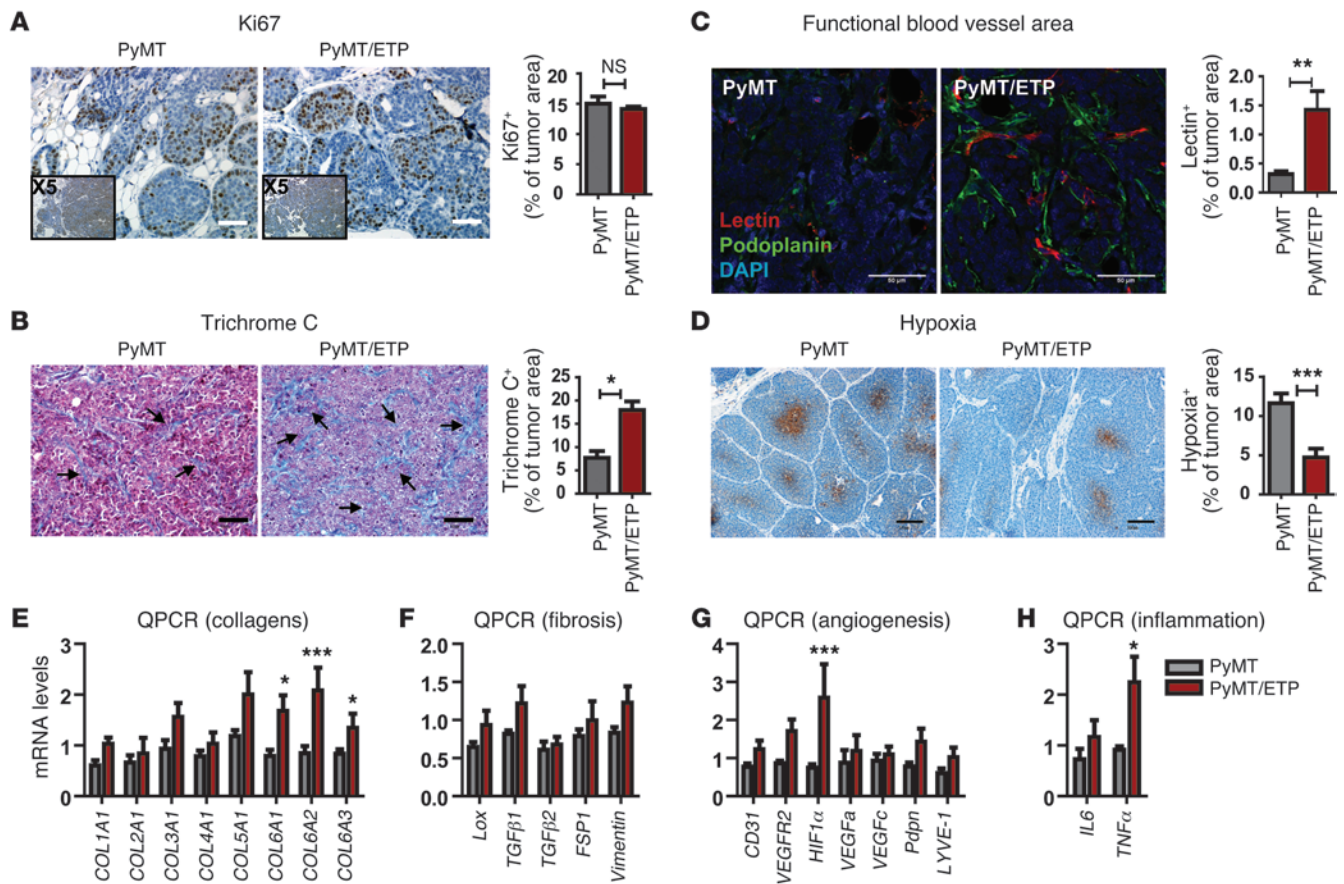 A
Ki67
PyMT
PyMT/ETP
X5
X5
Ki67⁺
(% of tumor area)
20
15
10
5
0
NS
PyMT
PyMT/ETP
B
Trichrome C
PyMT
PyMT/ETP
Trichrome C⁺
(% of tumor area)
25
20
15
10
5
0
*
PyMT
PyMT/ETP
C
Functional blood vessel area
PyMT
PyMT/ETP
Lectin
Podoplanin
DAPI
50 µm
50 µm
Lectin⁺
(% of tumor area)
2.0
1.5
1.0
0.5
0.0
**
PyMT
PyMT/ETP
D
Hypoxia
PyMT
PyMT/ETP
Hypoxia⁺
(% of tumor area)
15
10
5
0
***
PyMT
PyMT/ETP
E
QPCR (collagens)
mRNA levels
3
2
1
0
* *** *
COL1A1
COL2A1
COL3A1
COL4A1
COL5A1
COL6A1
COL6A2
COL6A3
F
QPCR (fibrosis)
2.0
1.5
1.0
0.5
0.0
Lox
TGFβ1
TGFβ2
FSP1
Vimentin
G
QPCR (angiogenesis)
4
3
2
1
0
***
CD31
VEGFR2
HIF1α
VEGFa
VEGFc
Pdpn
LYVE-1
H
QPCR (inflammation)
3
2
1
0
*
IL6
TNFα
PyMT
PyMT/ETP